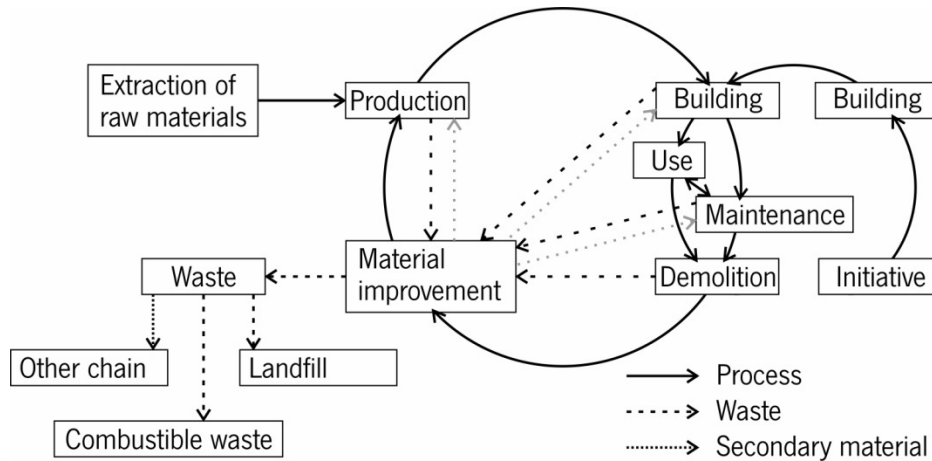 Extraction of
raw materials
Production
Building
Building
Use
Maintenance
Material
improvement
Demolition
Initiative
Waste
Other chain
Landfill
Combustible waste
Process
Waste
Secondary material